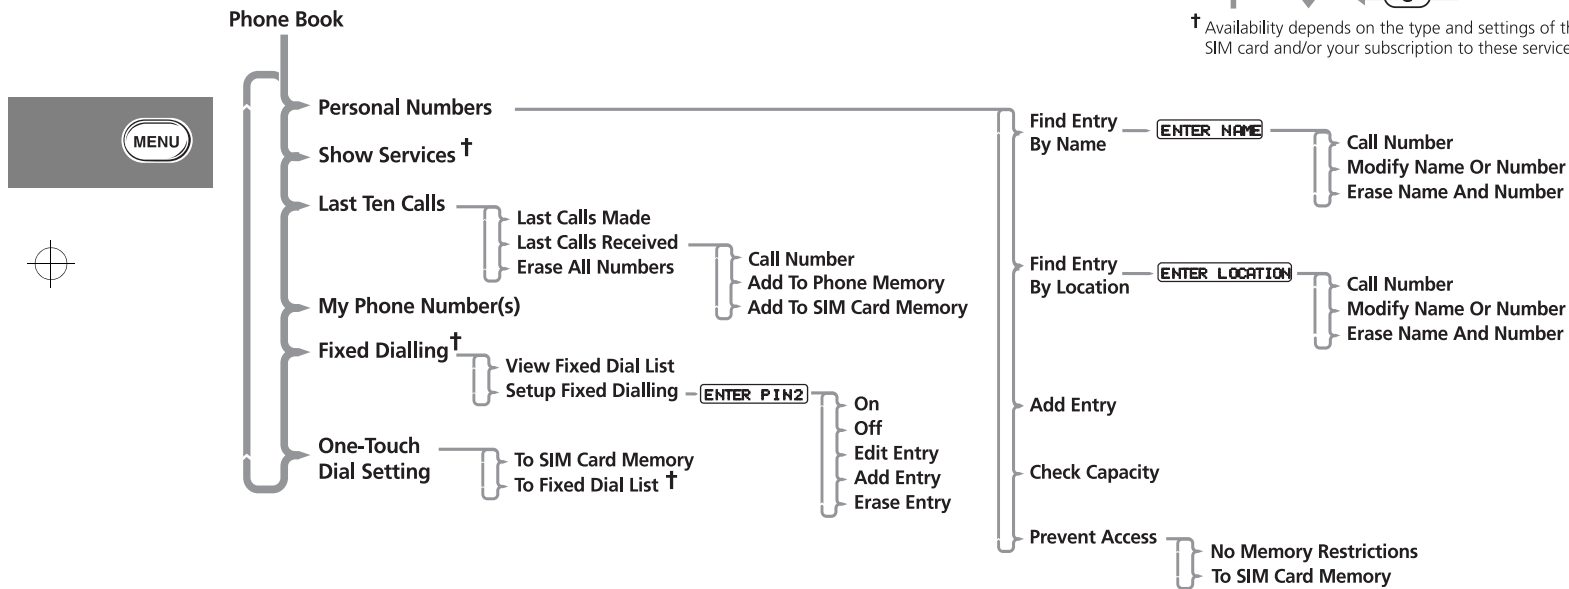 Phone Book
† Availability depends on the type and settings of
SIM card and/or your subscription to these
MENU
Personal Numbers
Show Services †
Last Ten Calls
Last Calls Made
Last Calls Received
Erase All Numbers
Call Number
Add To Phone Memory
Add To SIM Card Memory
My Phone Number(s)
Fixed Dialling †
View Fixed Dial List
Setup Fixed Dialling
ENTER PIN2
On
Off
Edit Entry
Add Entry
Erase Entry
One-Touch
Dial Setting
To SIM Card Memory
To Fixed Dial List †
Find Entry
By Name
ENTER NAME
Call Number
Modify Name Or Number
Erase Name And Number
Find Entry
By Location
ENTER LOCATION
Call Number
Modify Name Or Number
Erase Name And Number
Add Entry
Check Capacity
Prevent Access
No Memory Restrictions
To SIM Card Memory